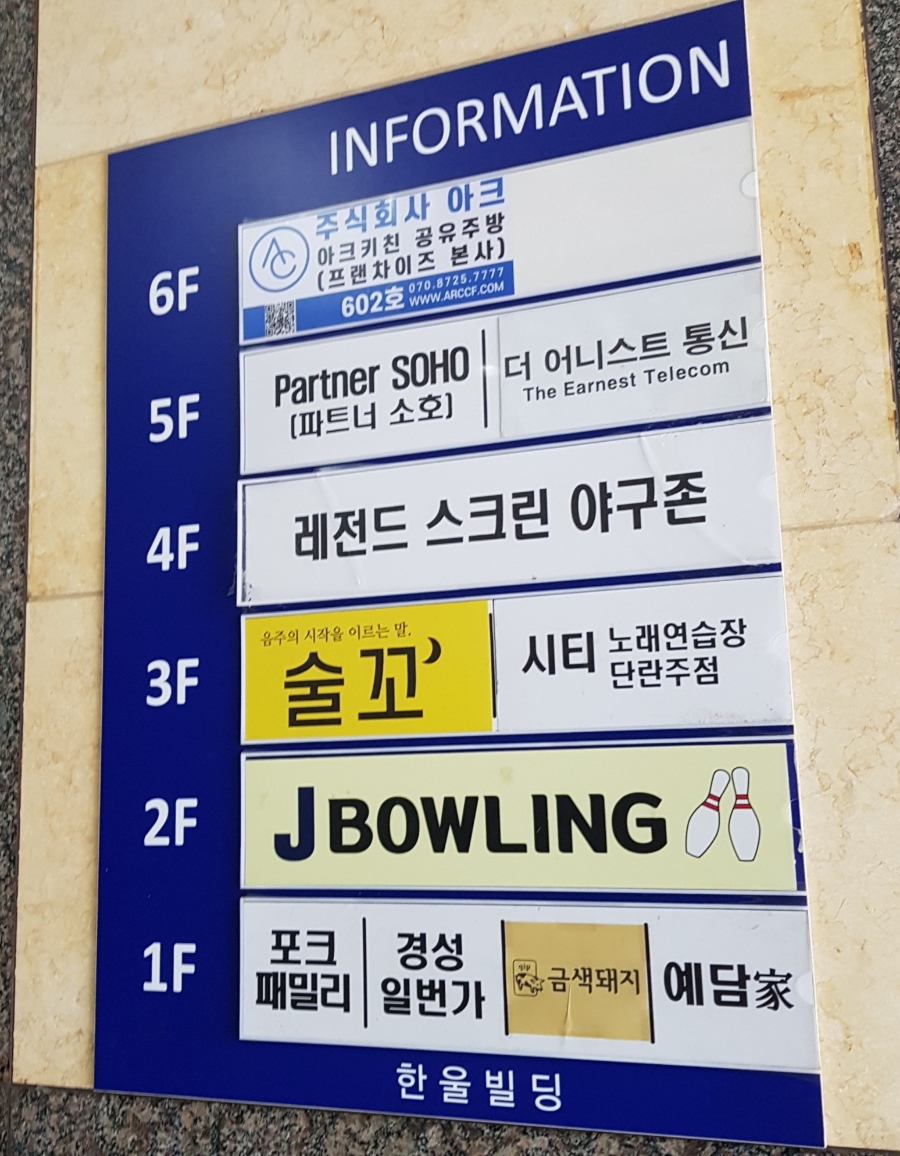 INFORMATION
6F
AC
주식회사 아크
아크키친 공유주방
(프랜차이즈 본사)
602호 070.8725.7777
WWW.ARCCF.COM
5F
Partner SOHO
(파트너 소호)
더 어니스트 통신
The Earnest Telecom
4F
레전드 스크린 야구존
3F
음주의 시작을 이르는 말.
술꼬
시티 노래연습장
단란주점
2F
J BOWLING
1F
포크
패밀리
경성
일번가
금색돼지
예담家
한울빌딩